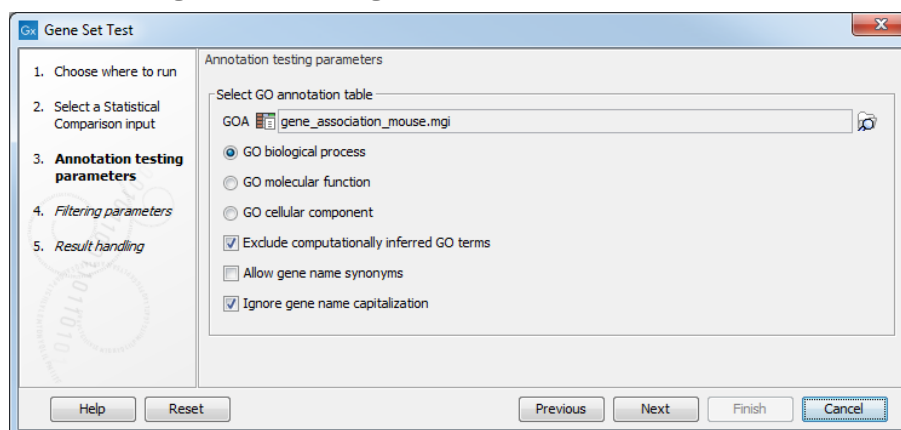 Gx Gene Set Test
1. Choose where to run
2. Select a Statistical
Comparison input
3. Annotation testing
parameters
4. Filtering parameters
5. Result handling
Annotation testing parameters
Select GO annotation table
GOA gene_association_mouse.mgi
GO biological process
GO molecular function
GO cellular component
Exclude computationally inferred GO terms
Allow gene name synonyms
Ignore gene name capitalization
Help Reset Previous Next Finish Cancel